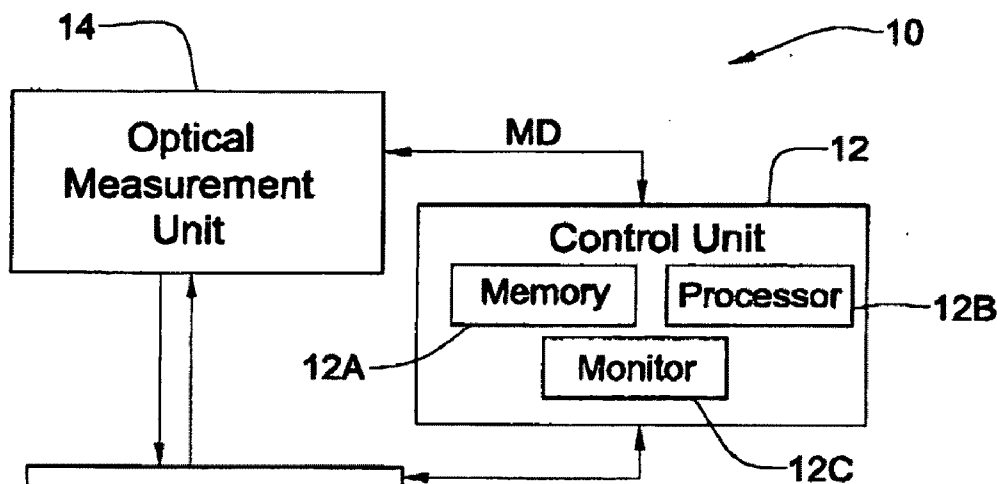 14
10
Optical
Measurement
Unit
MD
12
Control Unit
Memory
Processor
12B
12A
Monitor
12C